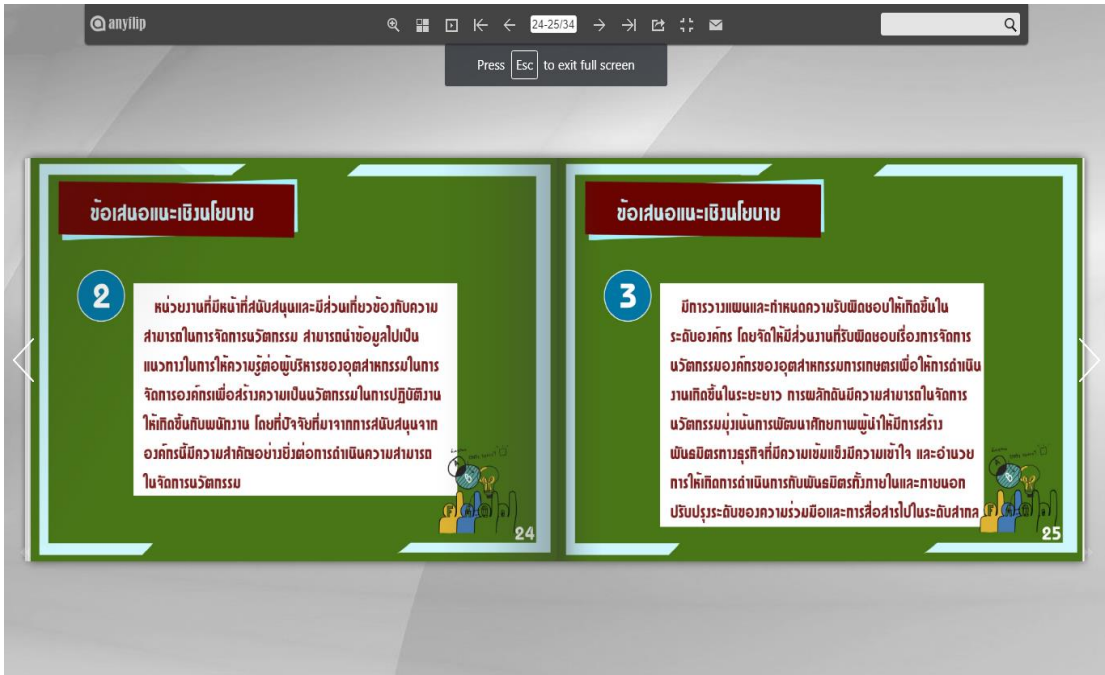 anyflip
24-25/34
Press Esc to exit full screen
ข้อเสนอแนะเชิงนโยบาย
2
หน่วยงานที่มีหน้าที่สนับสนุนและมีส่วนเกี่ยวข้องกับความ
สามารถในการจัดการนวัตกรรม สามารถนำข้อมูลไปเป็น
แนวทางในการให้ความรู้ต่อผู้บริหารของอุตสาหกรรมในการ
จัดการองค์กรเพื่อสร้างความเป็นนวัตกรรมในการปฏิบัติงาน
ให้เกิดขึ้นกับพนักงาน โดยที่ปัจจัยที่มาจากการสนับสนุนจาก
องค์กรนี้มีความสำคัญอย่างยิ่งต่อการดำเนินความสามารถ
ในจัดการนวัตกรรม
24
ข้อเสนอแนะเชิงนโยบาย
3
มีการวางแผนและกำหนดความรับผิดชอบให้เกิดขึ้นใน
ระดับองค์กร โดยจัดให้มีส่วนงานที่รับผิดชอบเรื่องการจัดการ
นวัตกรรมองค์กรของอุตสาหกรรมการเกษตรเพื่อให้การดำเนิน
งานเกิดขึ้นในระยะยาว การผลักดันมีความสามารถในจัดการ
นวัตกรรมมุ่งเน้นการพัฒนาศักยภาพผู้นำให้มีการสร้าง
พันธมิตรทางธุรกิจที่มีความเข้มแข็งมีความเข้าใจ และอำนวย
การให้เกิดการดำเนินการกับพันธมิตรทั้งภายในและภายนอก
ปรับปรุงระดับของความร่วมมือและการสื่อสารไปในระดับสากล
25